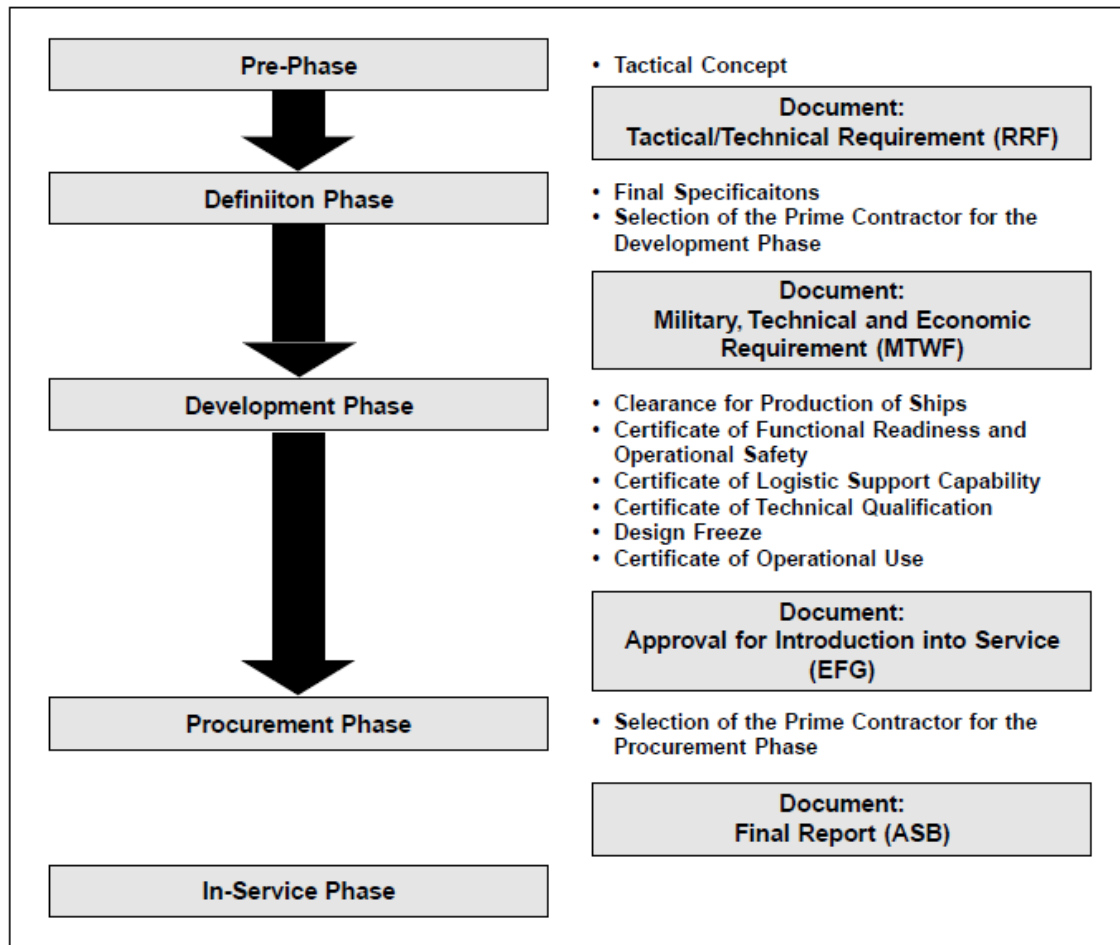 Pre-Phase
• Tactical Concept
Document:
Tactical/Technical Requirement (RRF)
Definiiton Phase
• Final Specificaitons
• Selection of the Prime Contractor for the
Development Phase
Document:
Military, Technical and Economic
Requirement (MTWF)
Development Phase
• Clearance for Production of Ships
• Certificate of Functional Readiness and
Operational Safety
• Certificate of Logistic Support Capability
• Certificate of Technical Qualification
• Design Freeze
• Certificate of Operational Use
Document:
Approval for Introduction into Service
(EFG)
Procurement Phase
• Selection of the Prime Contractor for the
Procurement Phase
Document:
Final Report (ASB)
In-Service Phase